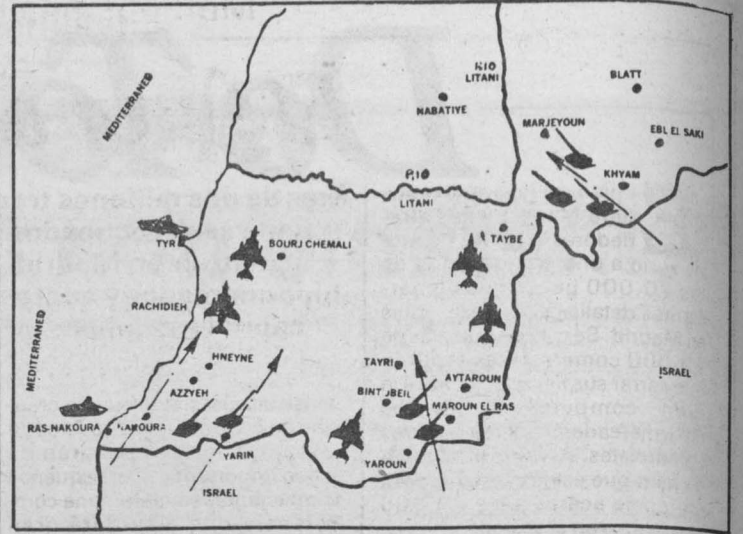 MEDITERRANEO
RIO
LITANI
NABATIYE
BLATT
MARJEYOUN
EBL EL SAKI
KHYAM
RIO
LITANI
TYR
BOURJ CHEMALI
TAYBE
RACHIDIEH
MEDITERRANEO
HNEYNE
AZZYEH
TAYRI
AYTAROUN
BINT JBEIL
MAROUN EL RAS
ISRAEL
RAS-NAKOURA
NAKOURA
YARIN
YAROUN
ISRAEL